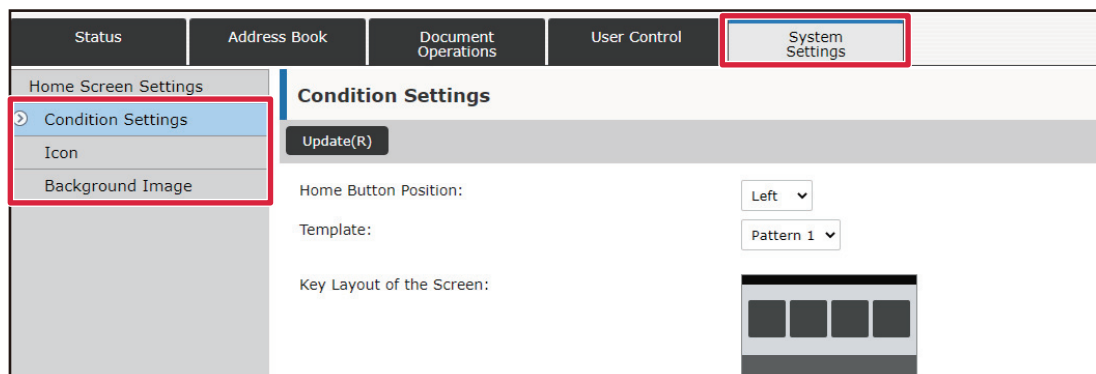 Status
Address Book
Document
Operations
User Control
System
Settings
Home Screen Settings
Condition Settings
Icon
Background Image
Condition Settings
Update(R)
Home Button Position:
Left
Template:
Pattern 1
Key Layout of the Screen: